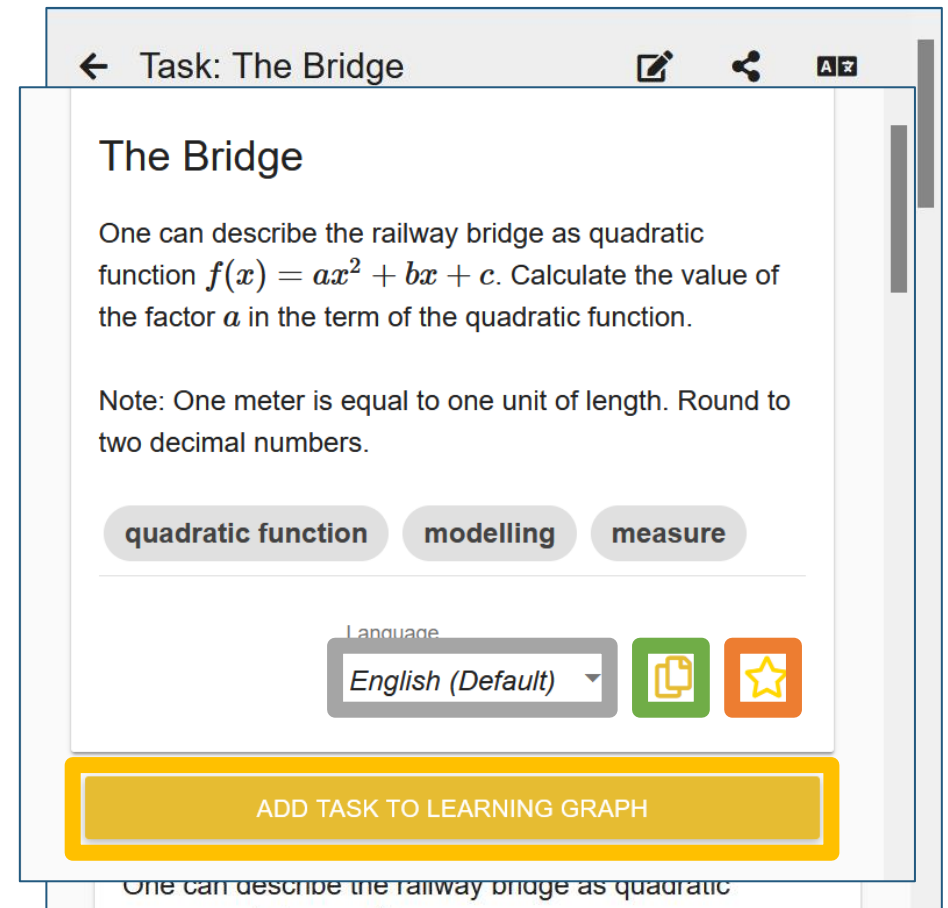 Task: The Bridge
A
The Bridge
One can describe the railway bridge as quadratic
function f(x) = ax² + bx + c. Calculate the value of
the factor a in the term of the quadratic function.
Note: One meter is equal to one unit of length. Round to
two decimal numbers.
quadratic function modelling measure
Language
English (Default)
ADD TASK TO LEARNING GRAPH
One can describe the railway bridge as quadratic